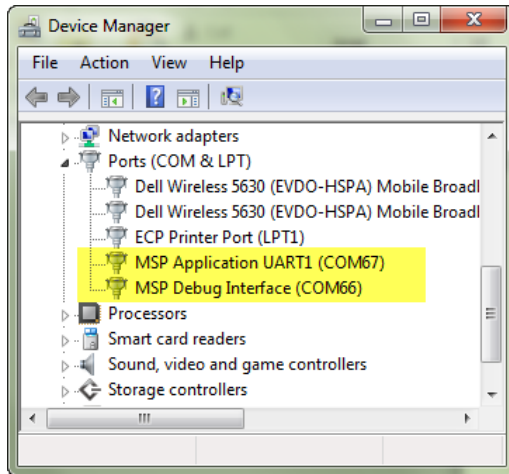 Device Manager
File Action View Help
Network adapters
Ports (COM & LPT)
Dell Wireless 5630 (EVDO-HSPA) Mobile Broadl
Dell Wireless 5630 (EVDO-HSPA) Mobile Broadl
ECP Printer Port (LPT1)
MSP Application UART1 (COM67)
MSP Debug Interface (COM66)
Processors
Smart card readers
Sound, video and game controllers
Storage controllers